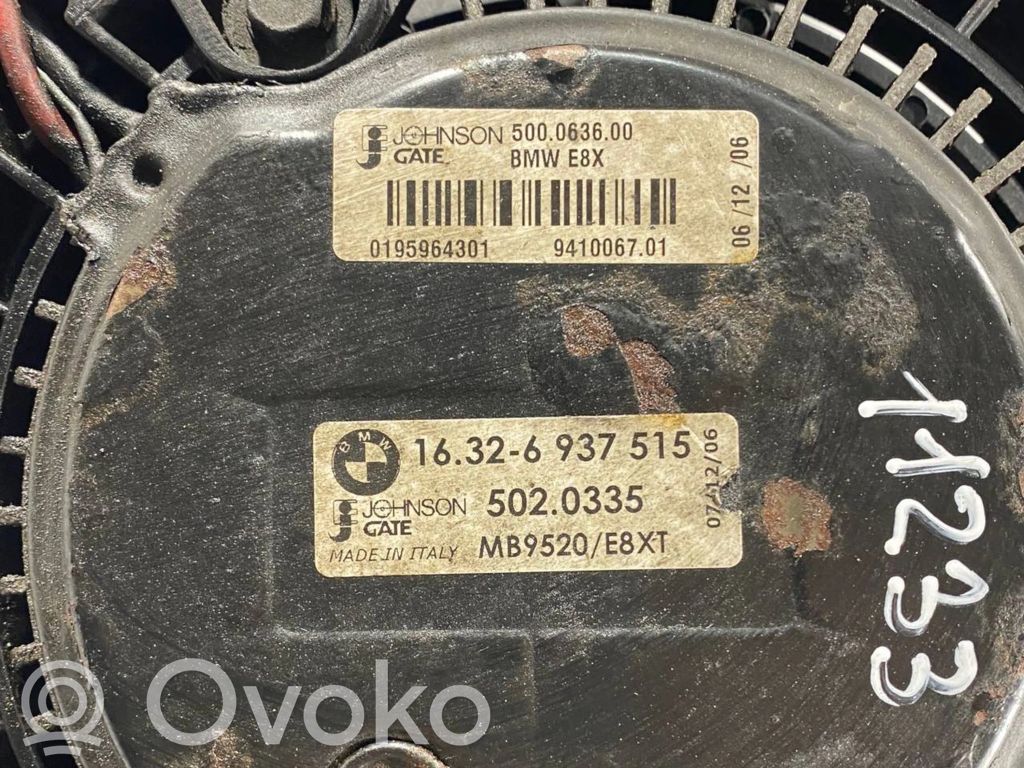 JOHNSON 500.0636.00
GATE BMW E8X
0195964301 9410067.01
06/12/06
BMW
16.32-6 937 515
JOHNSON 502.0335
GATE
MADE IN ITALY MB9520/E8XT
07/12/06
11233
Ovoko